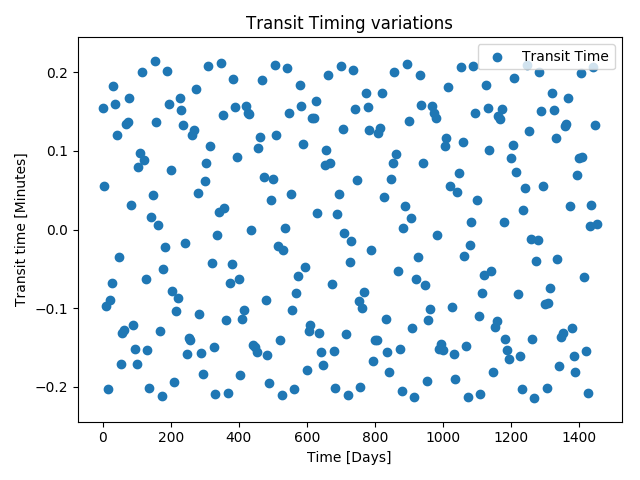 Transit Timing variations
Transit Time
Transit time [Minutes]
0.2
0.1
0.0
−0.1
−0.2
0 200 400 600 800 1000 1200 1400
Time [Days]